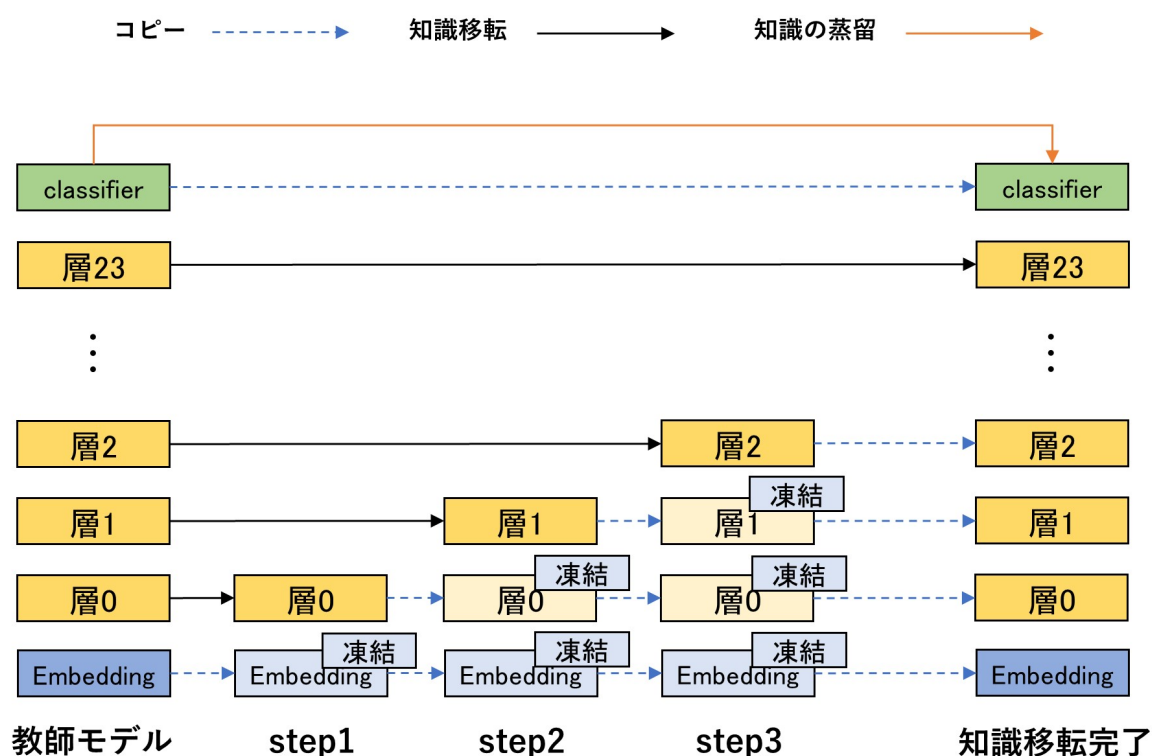 コピー 知識移転 知識の蒸留
classifier classifier
層23 層23
⋮ ⋮
層2 層2 層2
凍結
層1 層1 層1 層1
凍結 凍結
層0 層0 層0 層0 層0
凍結 凍結 凍結
Embedding Embedding Embedding Embedding Embedding
教師モデル step1 step2 step3 知識移転完了